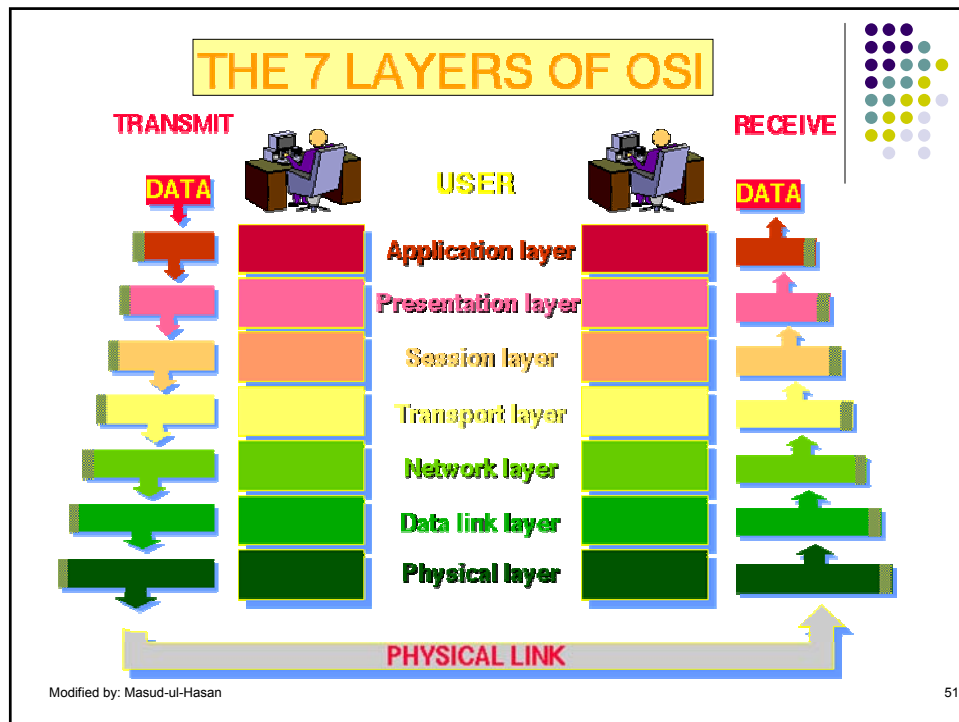 THE 7 LAYERS OF OSI
TRANSMIT
RECEIVE
DATA
USER
DATA
Application layer
Presentation layer
Session layer
Transport layer
Network layer
Data link layer
Physical layer
PHYSICAL LINK
Modified by: Masud-ul-Hasan
51